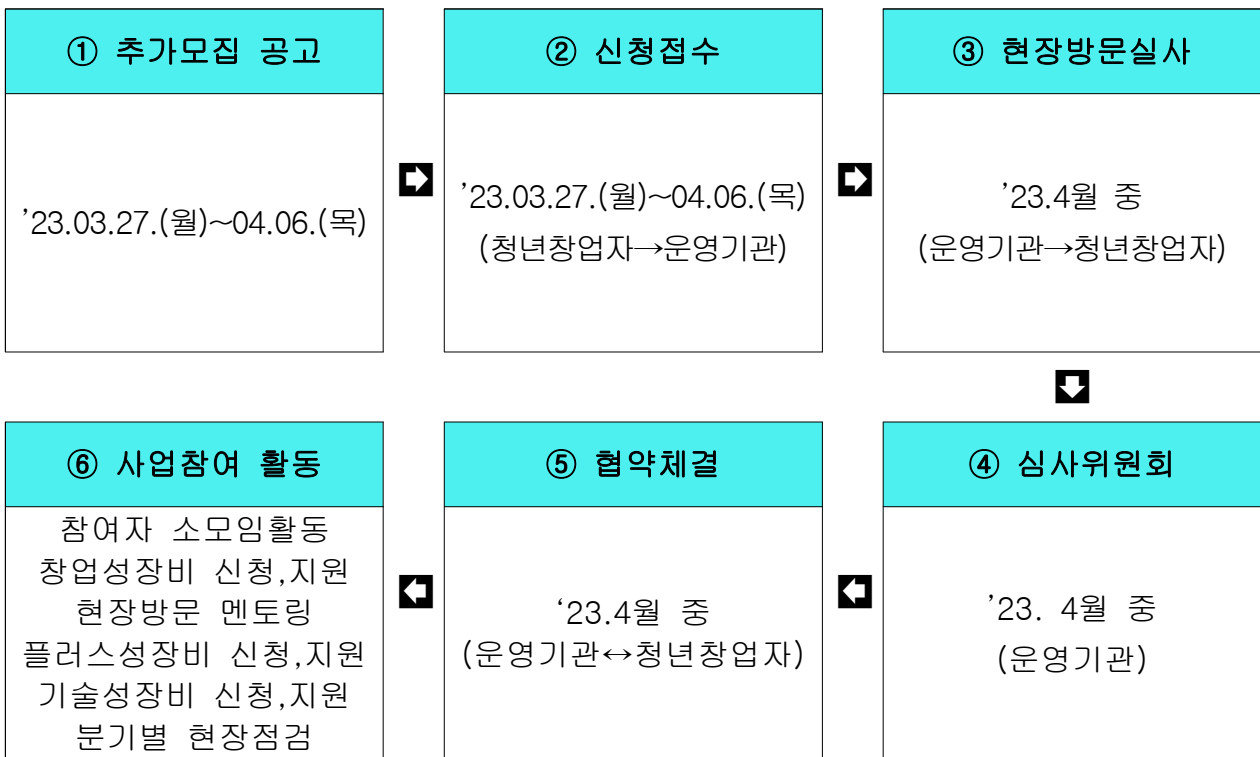 ① 추가모집 공고
’23.03.27.(월)~04.06.(목)
② 신청접수
’23.03.27.(월)~04.06.(목)
(청년창업자→운영기관)
③ 현장방문실사
’23.4월 중
(운영기관→청년창업자)
④ 심사위원회
’23. 4월 중
(운영기관)
⑤ 협약체결
‘23.4월 중
(운영기관↔청년창업자)
⑥ 사업참여 활동
참여자 소모임활동
창업성장비 신청,지원
현장방문 멘토링
플러스성장비 신청,지원
기술성장비 신청,지원
분기별 현장점검